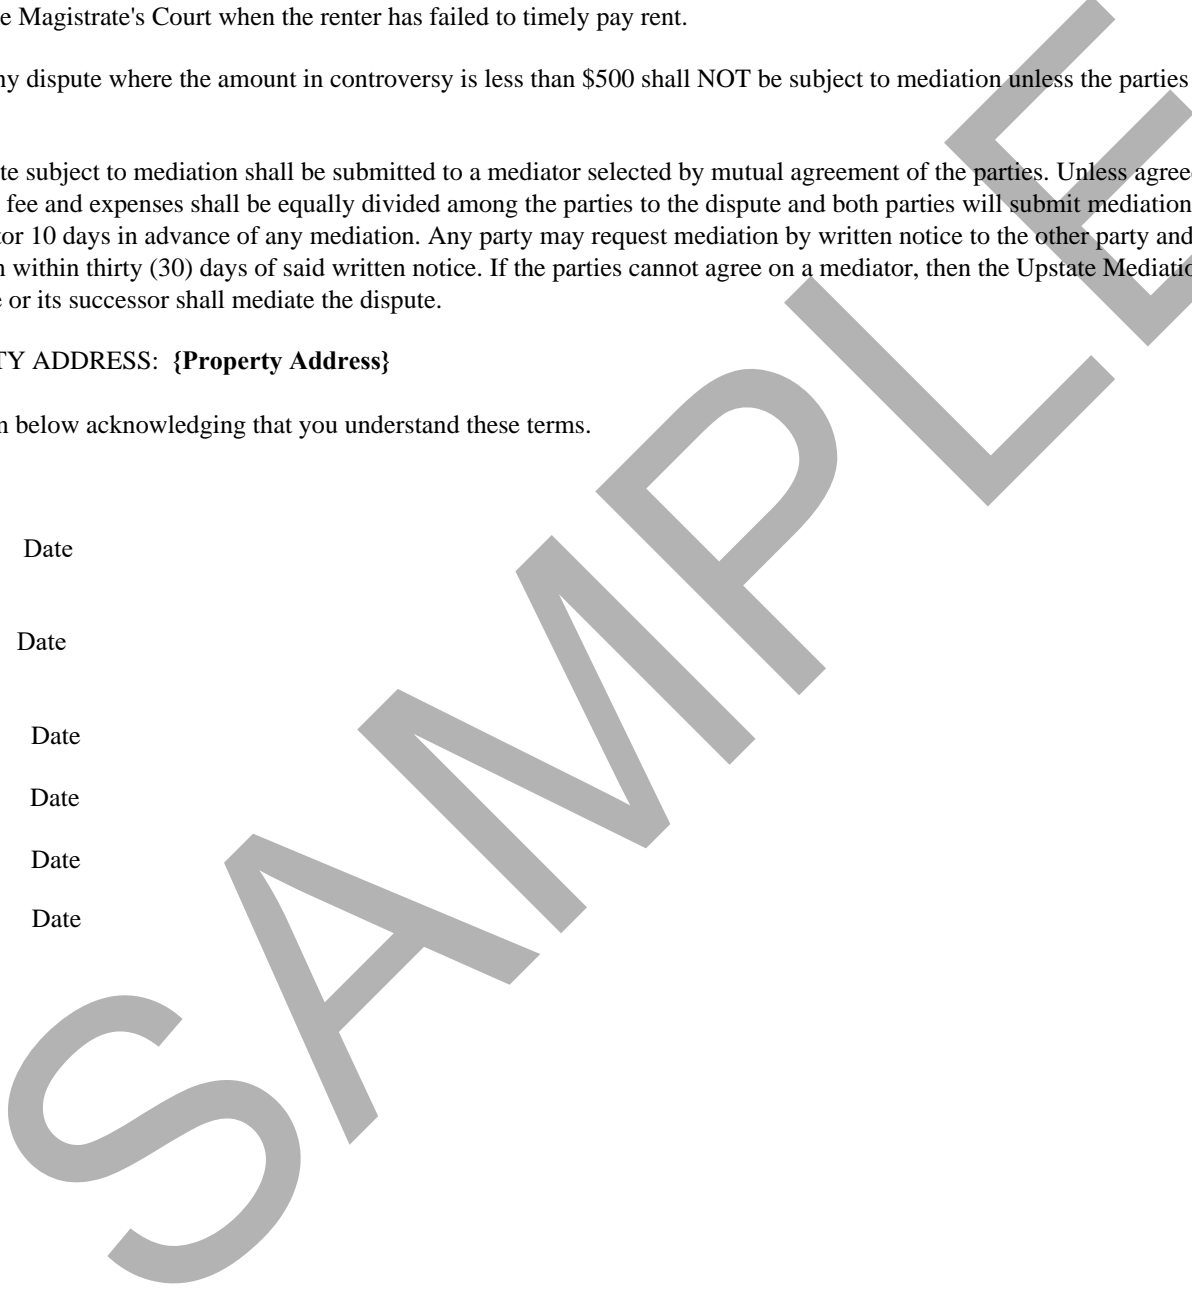 e Magistrate's Court when the renter has failed to timely pay rent.
ny dispute where the amount in controversy is less than $500 shall NOT be subject to mediation unless the parties
te subject to mediation shall be submitted to a mediator selected by mutual agreement of the parties. Unless agree
fee and expenses shall be equally divided among the parties to the dispute and both parties will submit mediation
tor 10 days in advance of any mediation. Any party may request mediation by written notice to the other party and
n within thirty (30) days of said written notice. If the parties cannot agree on a mediator, then the Upstate Mediatio
e or its successor shall mediate the dispute.
TY ADDRESS: {Property Address}
n below acknowledging that you understand these terms.
Date
Date
Date
Date
Date
Date
SAMPLE